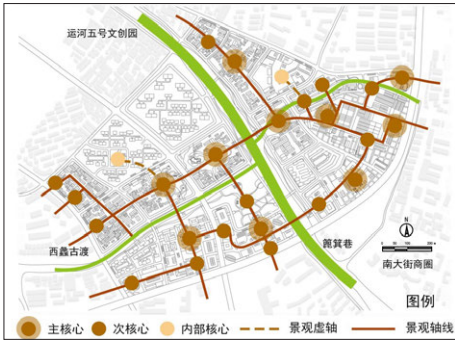 运河五号文创园
西蠡古渡
篦箕巷
N
南大街商圈
图例
主核心
次核心
内部核心
景观虚轴
景观轴线